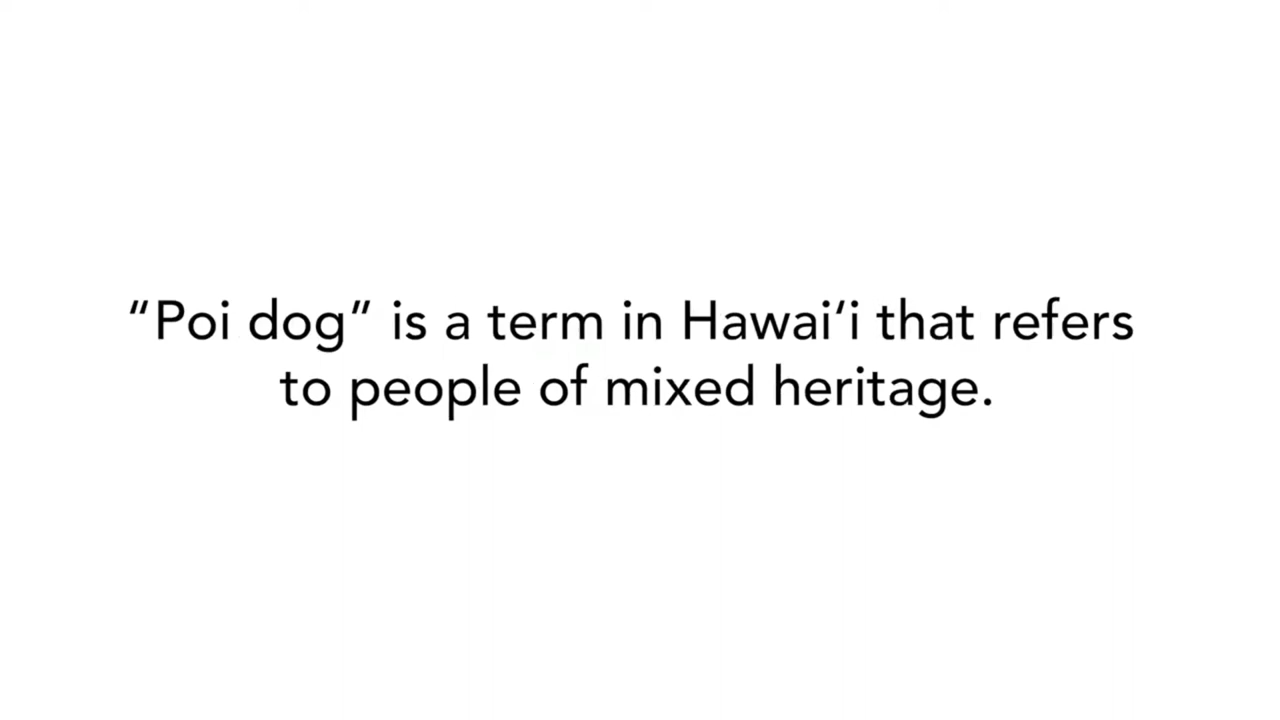 “Poi dog” is a term in Hawai‘i that refers
to people of mixed heritage.